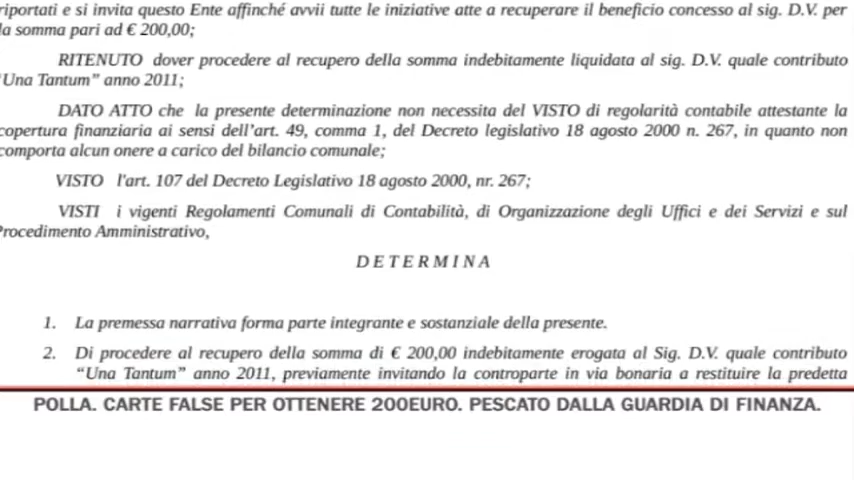 riportati e si invita questo Ente affinché avvii tutte le iniziative atte a recuperare il beneficio concesso al sig. D.V. per
la somma pari ad € 200,00;
RITENUTO dover procedere al recupero della somma indebitamente liquidata al sig. D.V. quale contributo
“Una Tantum” anno 2011;
DATO ATTO che la presente determinazione non necessita del VISTO di regolarità contabile attestante la
copertura finanziaria ai sensi dell’art. 49, comma 1, del Decreto legislativo 18 agosto 2000 n. 267, in quanto non
comporta alcun onere a carico del bilancio comunale;
VISTO l'art. 107 del Decreto Legislativo 18 agosto 2000, nr. 267;
VISTI i vigenti Regolamenti Comunali di Contabilità, di Organizzazione degli Uffici e dei Servizi e sul
Procedimento Amministrativo,
D E T E R M I N A
1. La premessa narrativa forma parte integrante e sostanziale della presente.
2. Di procedere al recupero della somma di € 200,00 indebitamente erogata al Sig. D.V. quale contributo
“Una Tantum” anno 2011, previamente invitando la controparte in via bonaria a restituire la predetta
POLLA. CARTE FALSE PER OTTENERE 200EURO. PESCATO DALLA GUARDIA DI FINANZA.